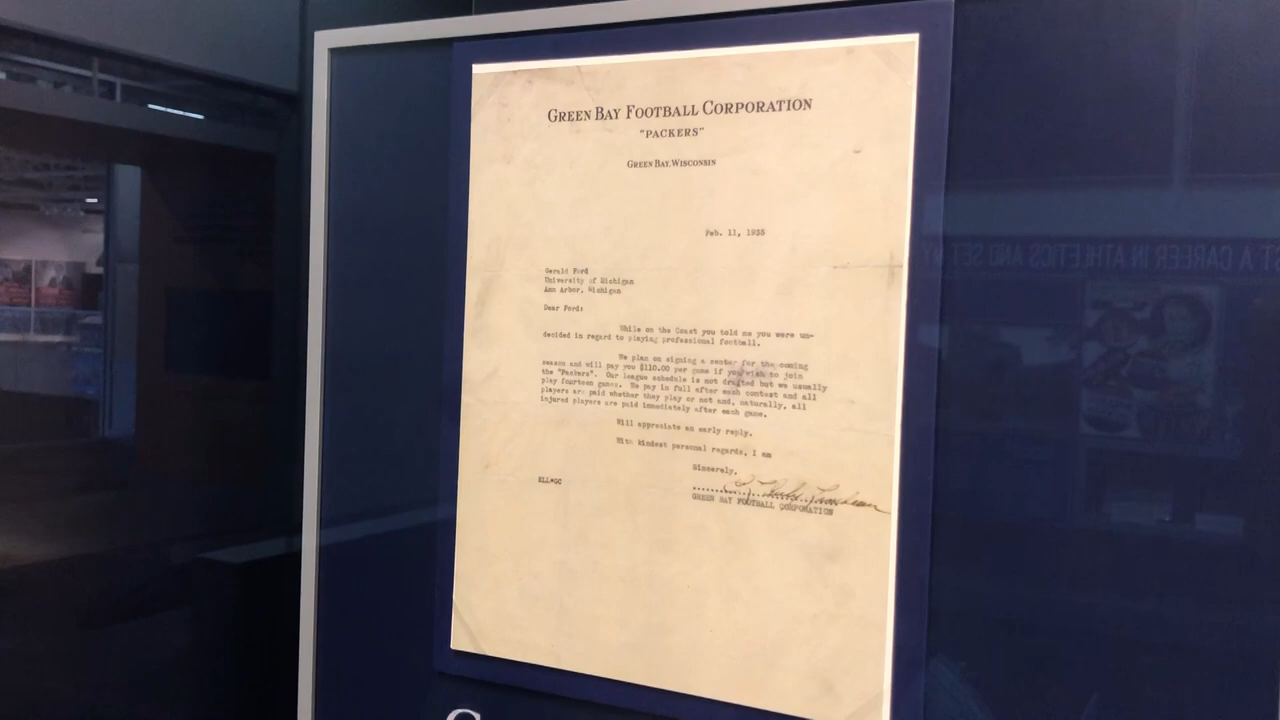 GREEN BAY FOOTBALL CORPORATION
"PACKERS"
GREEN BAY, WISCONSIN
Feb. 11, 1935
Gerald Ford
University of Michigan
Ann Arbor, Michigan
Dear Ford:
While on the Coast you told me you were un-
decided in regard to playing professional football.
We plan on signing a center for the coming
season and will pay you $110.00 per game if you wish to join
the "Packers". Our league schedule is not drafted but we usually
play fourteen games. We pay in full after each contest and all
players are paid whether they play or not and, naturally, all
injured players are paid immediately after each game.
Will appreciate an early reply.
With kindest personal regards, I am
Sincerely,
ELL*GC
GREEN BAY FOOTBALL CORPORATION
A CAREER IN ATHLETICS AND SET